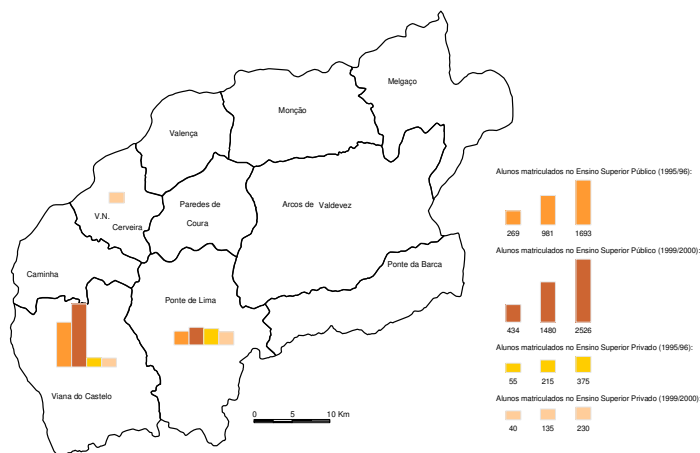 Melgaço
Monção
Valença
V.N.
Cerveira
Paredes de
Coura
Arcos de Valdevez
Caminha
Ponte da Barca
Ponte de Lima
Viana do Castelo
0 5 10 Km
Alunos matriculados no Ensino Superior Público (1995/96):
269 981 1693
Alunos matriculados no Ensino Superior Público (1999/2000):
434 1480 2526
Alunos matriculados no Ensino Superior Privado (1995/96):
55 215 375
Alunos matriculados no Ensino Superior Privado (1999/2000):
40 135 230